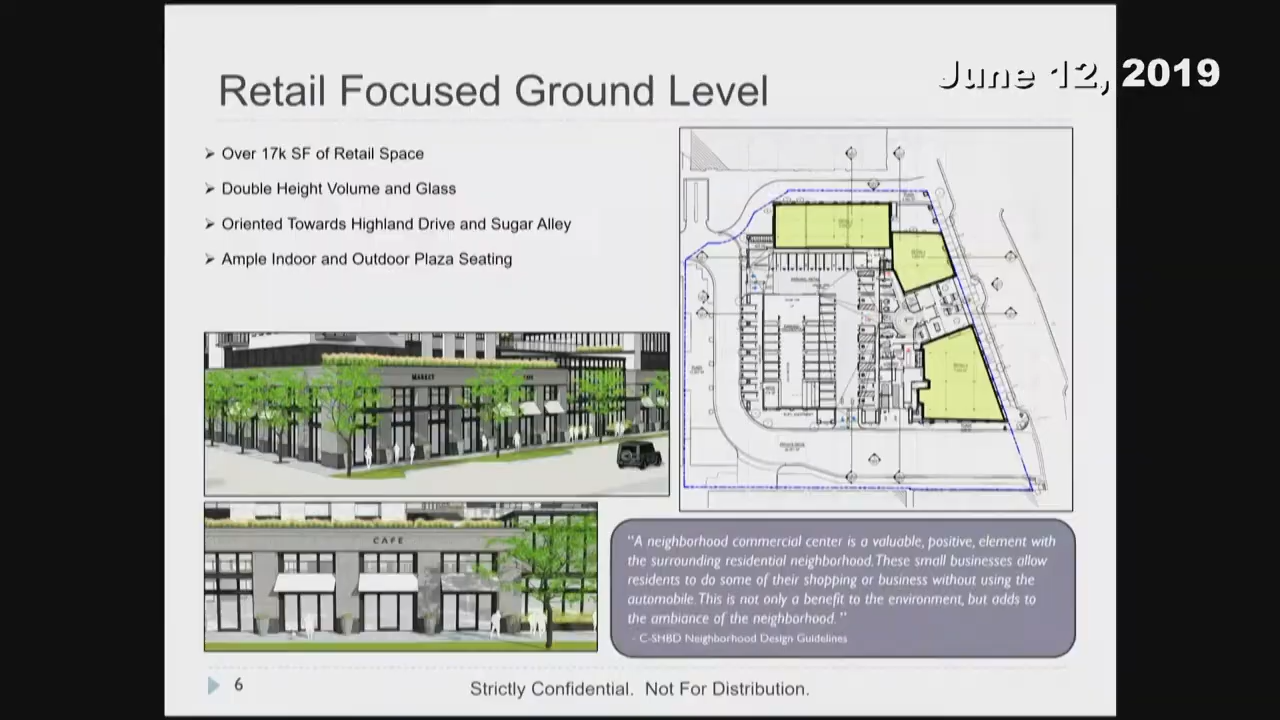 June 12, 2019
Retail Focused Ground Level
Over 17k SF of Retail Space
Double Height Volume and Glass
Oriented Towards Highland Drive and Sugar Alley
Ample Indoor and Outdoor Plaza Seating
MARKET
CAFE
"A neighborhood commercial center is a valuable, positive, element with
the surrounding residential neighborhood. These small businesses allow
residents to do some of their shopping or business without using the
automobile. This is not only a benefit to the environment, but adds to
the ambiance of the neighborhood. "
- C-SHBD Neighborhood Design Guidelines
6
Strictly Confidential. Not For Distribution.